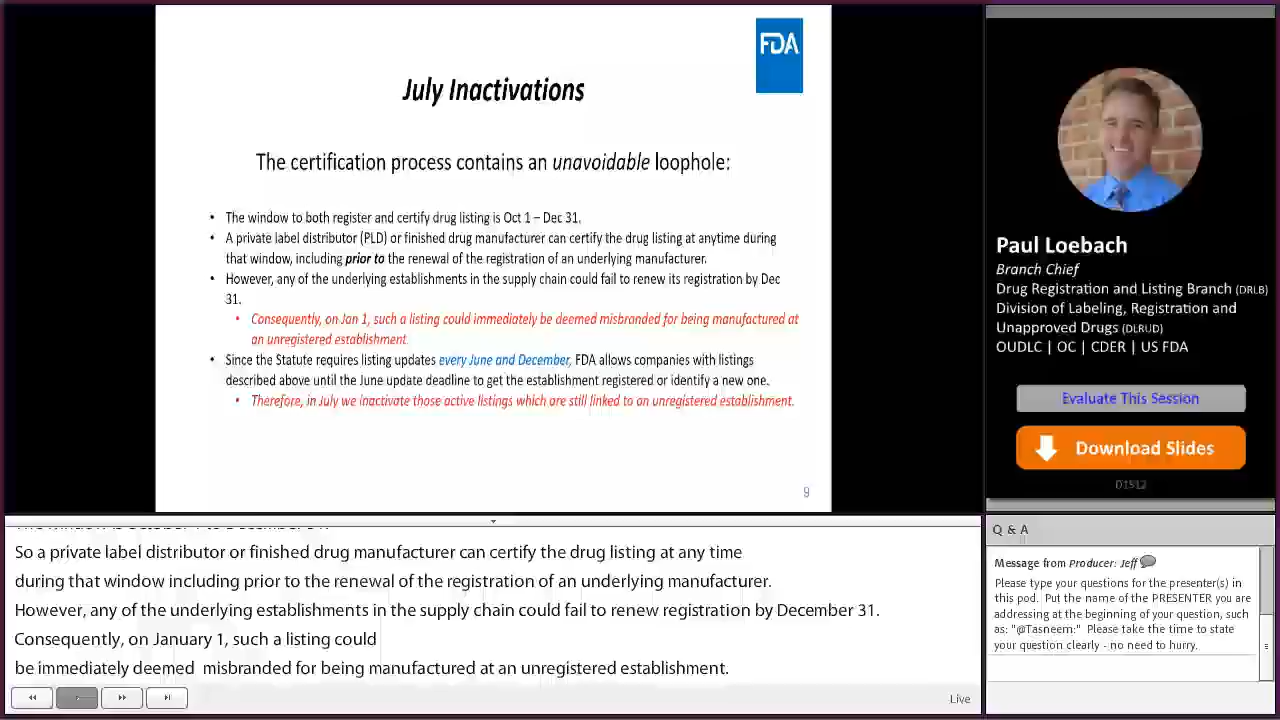 FDA
July Inactivations
The certification process contains an unavoidable loophole:
• The window to both register and certify drug listing is Oct 1 – Dec 31.
• A private label distributor (PLD) or finished drug manufacturer can certify the drug listing at anytime during
that window, including prior to the renewal of the registration of an underlying manufacturer.
• However, any of the underlying establishments in the supply chain could fail to renew its registration by Dec
31.
• Consequently, on Jan 1, such a listing could immediately be deemed misbranded for being manufactured at
an unregistered establishment.
• Since the Statute requires listing updates every June and December, FDA allows companies with listings
described above until the June update deadline to get the establishment registered or identify a new one.
• Therefore, in July we inactivate those active listings which are still linked to an unregistered establishment.
9
So a private label distributor or finished drug manufacturer can certify the drug listing at any time
during that window including prior to the renewal of the registration of an underlying manufacturer.
However, any of the underlying establishments in the supply chain could fail to renew registration by December 31.
Consequently, on January 1, such a listing could
be immediately deemed  misbranded for being manufactured at an unregistered establishment.
Live
Paul Loebach
Branch Chief
Drug Registration and Listing Branch (DRLB)
Division of Labeling, Registration and
Unapproved Drugs (DLRUD)
OUDLC | OC | CDER | US FDA
Evaluate This Session
Download Slides
Q & A
Message from Producer: Jeff
Please type your questions for the presenter(s) in
this pod.  Put the name of the PRESENTER you are
addressing at the beginning of your question, such
as: "@Tasneem:"  Please take the time to state
your question clearly - no need to hurry.